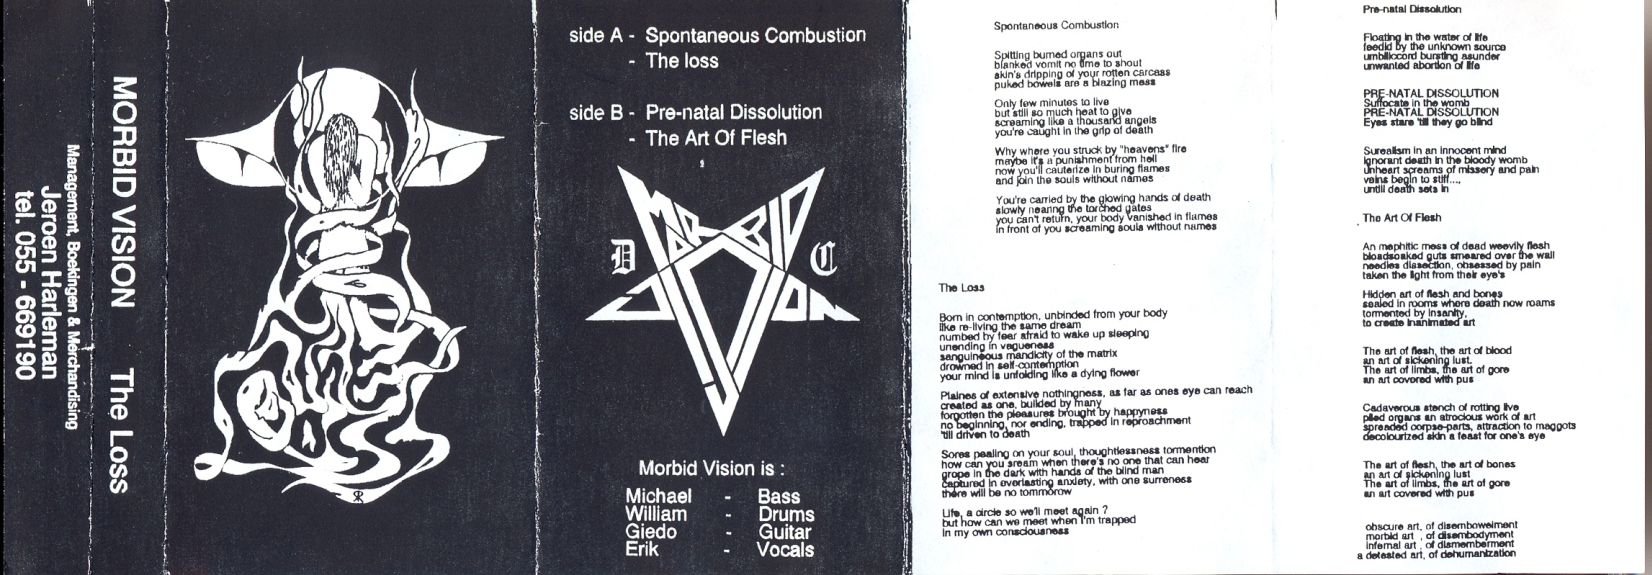 Management, Boekingen & Merchandising
Jeroen Harleman
tel. 055 - 669190
MORBID VISION The Loss
side A - Spontaneous Combustion
- The loss
side B - Pre-natal Dissolution
- The Art Of Flesh
MORBID
VISION
D C
Morbid Vision is :
Michael - Bass
William - Drums
Giedo - Guitar
Erik - Vocals
Spontaneous Combustion
Spitting burned organs out
blanked vomit no time to shout
skin's dripping of your rotten carcass
puked bowels are a blazing mess
Only few minutes to live
but still so much heat to give
screaming like a thousand angels
you're caught in the grip of death
Why where you struck by "heavens" fire
maybe it's a punishment from hell
now you'll cauterize in buring flames
and join the souls without names
You're carried by the glowing hands of death
slowly nearing the torched gates
you can't return, your body vanished in flames
in front of you screaming souls without names
The Loss
Born in contemption, unbinded from your body
like re-living the same dream
numbed by fear afraid to wake up sleeping
unending in vagueness
sanguineous mandicity of the matrix
drowned in self-contemption
your mind is unfolding like a dying flower
Plaines of extensive nothingness, as far as ones eye can reach
created as one, builded by many
forgotten the pleasures brought by happyness
no beginning, nor ending, trapped in reproachment
'till driven to death
Sores pealing on your soul, thoughtlessness tormention
how can you sream when there's no one that can hear
grope in the dark with hands of the blind man
captured in everlasting anxiety, with one surreness
there will be no tommorow
Life, a circle so we'll meet again ?
but how can we meet when I'm trapped
in my own consciousness
Pre-natal Dissolution
Floating in the water of life
feedid by the unknown source
umbilliccord bursting asunder
unwanted abortion of life
PRE-NATAL DISSOLUTION
Suffocate in the womb
PRE-NATAL DISSOLUTION
Eyes stare 'till they go blind
Surealism in an innocent mind
ignorant death in the bloody womb
unheart screams of missery and pain
veins begin to stiff...,
untill death sets in
The Art Of Flesh
An mephitic mess of dead weevily flesh
bloadsoaked guts smeared over the wall
needles dissection, obsessed by pain
taken the light from their eye's
Hidden art of flesh and bones
sealed in rooms where death now roams
tormented by insanity,
to create inanimated art
The art of flesh, the art of blood
an art of sickening lust.
The art of limbs, the art of gore
an art covored with pus
Cadaverous stench of rotting live
piled organs an atrocious work of art
spreaded corpse-parts, attraction to maggots
decolourized skin a feast for one's eye
The art of flesh, the art of bones
an art of sickening lust
The art of limbs, the art of gore
an art covered with pus
obscure art, of disembowelment
morbid art , of disembodyment
infernal art , of dismemberment
a detested art, of dehumanization